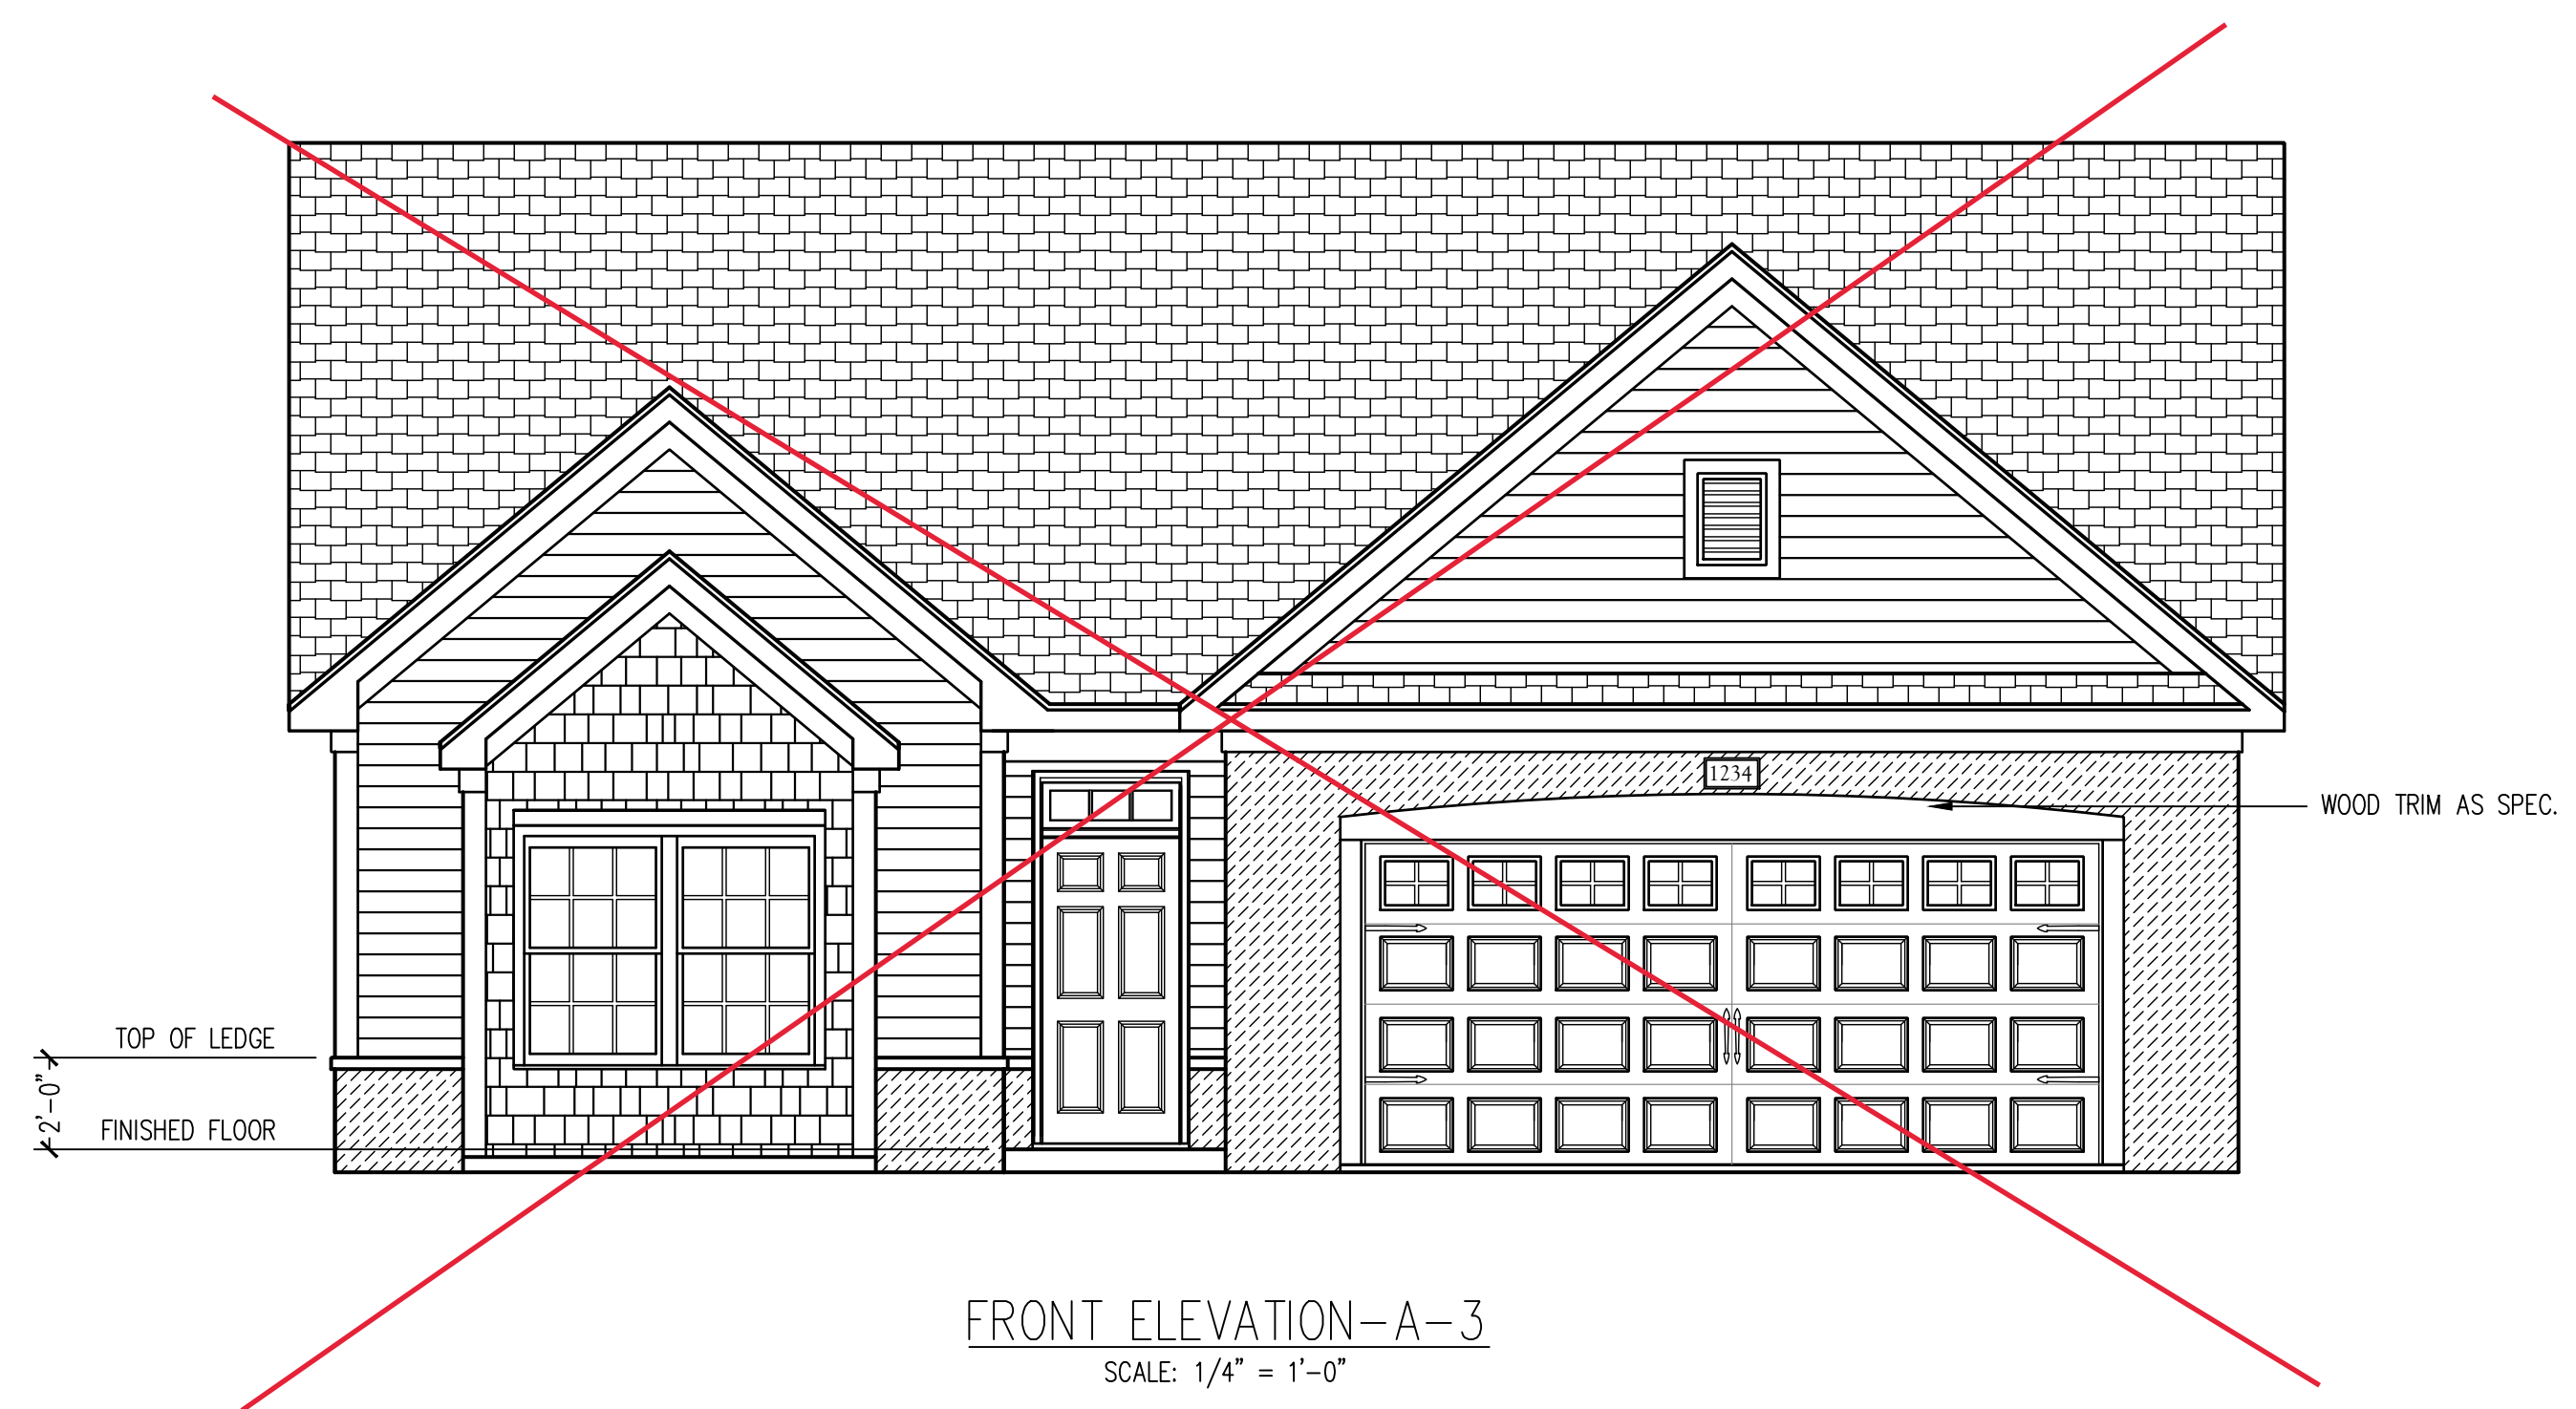 1234
WOOD TRIM AS SPEC.
TOP OF LEDGE
2'-0"
FINISHED FLOOR
FRONT ELEVATION-A-3
SCALE: 1/4" = 1'-0"